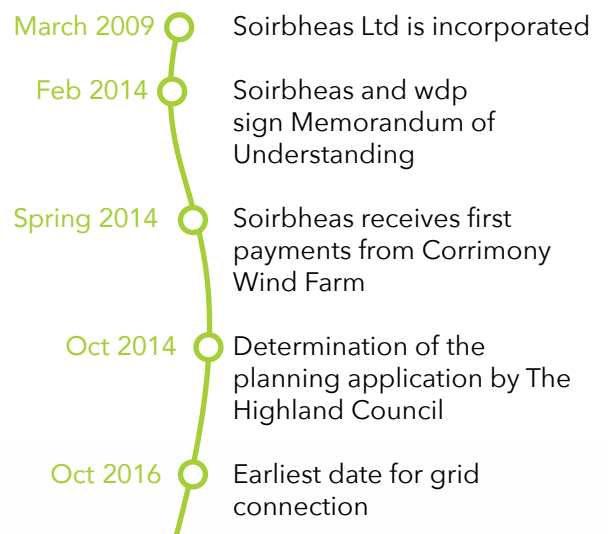 March 2009 Soirbheas Ltd is incorporated
Feb 2014 Soirbheas and wdp
sign Memorandum of
Understanding
Spring 2014 Soirbheas receives first
payments from Corrimony
Wind Farm
Oct 2014 Determination of the
planning application by The
Highland Council
Oct 2016 Earliest date for grid
connection